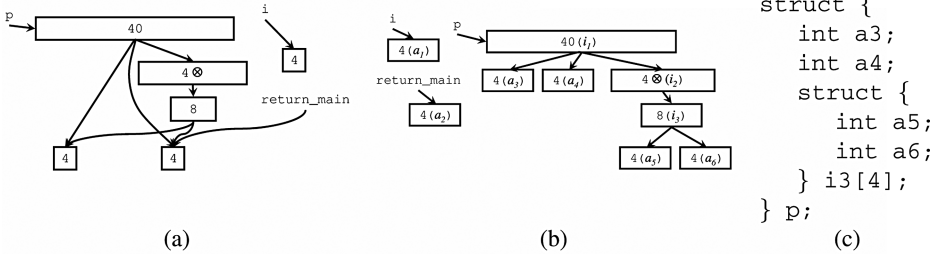 p
40
i
4
4 ⊗
8
return_main
4
4
(a)
i
4(a1)
return_main
4(a2)
p
40(i1)
4(a3)
4(a4)
4 ⊗(i2)
8(i3)
4(a5)
4(a6)
(b)
struct {
int a3;
int a4;
struct {
int a5;
int a6;
} i3[4];
} p;
(c)